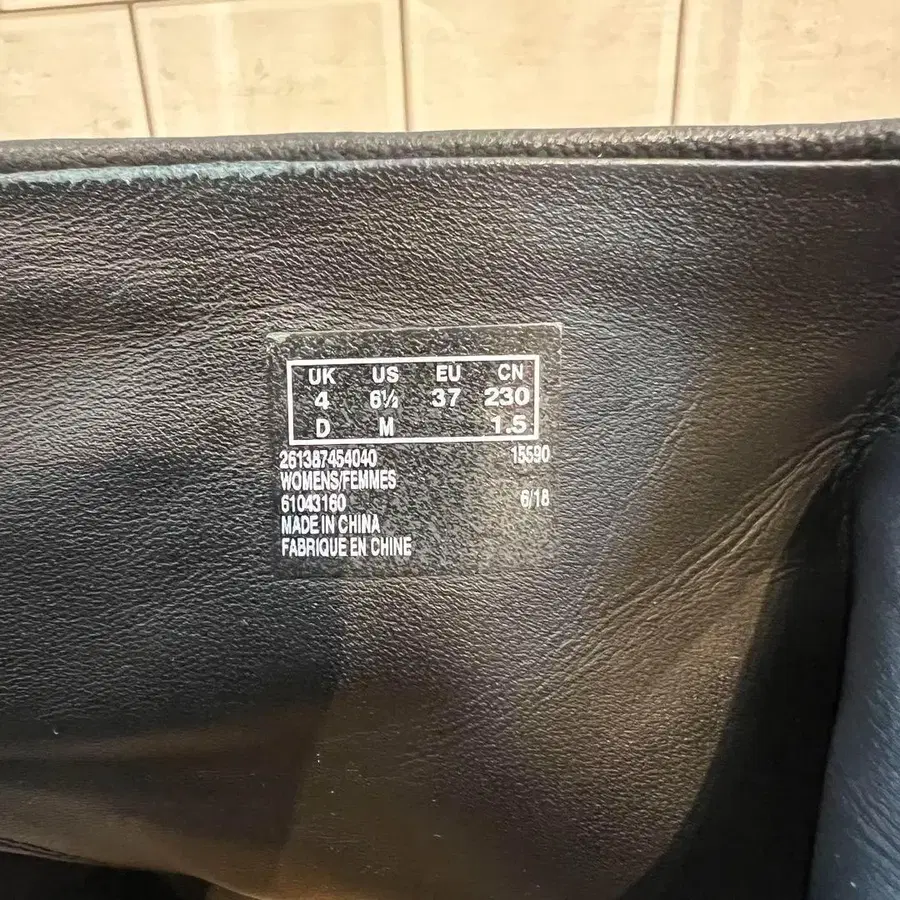 UK US EU CN
4 6½ 37 230
D M 1.5
261387454040 15590
WOMENS/FEMMES
61043160 6/18
MADE IN CHINA
FABRIQUE EN CHINE